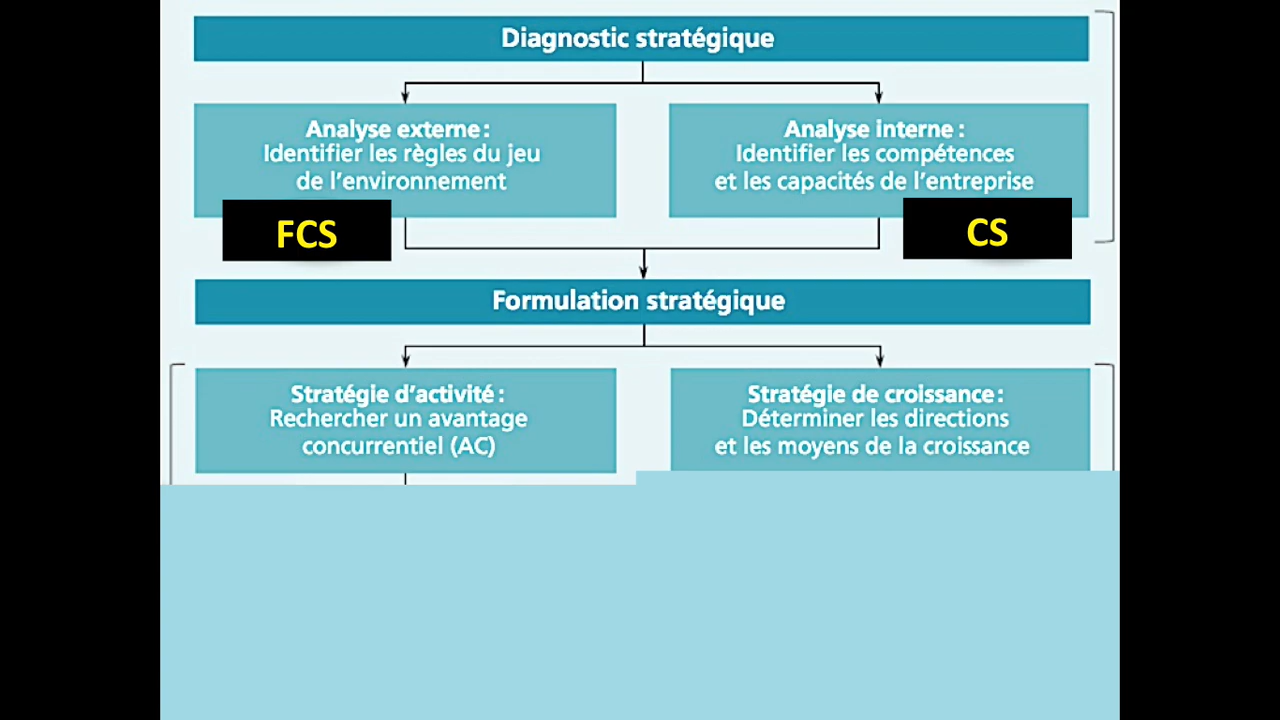 Diagnostic stratégique
Analyse externe :
Identifier les règles du jeu
de l'environnement
Analyse interne :
Identifier les compétences
et les capacités de l'entreprise
FCS
CS
Formulation stratégique
Stratégie d'activité :
Rechercher un avantage
concurrentiel (AC)
Stratégie de croissance :
Déterminer les directions
et les moyens de la croissance